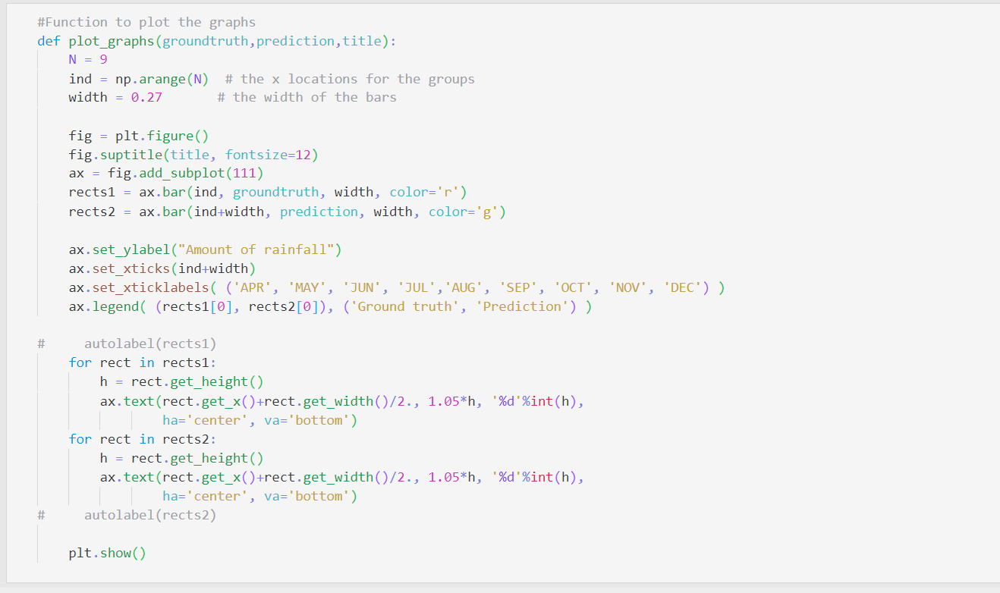 #Function to plot the graphs
def plot_graphs(groundtruth,prediction,title):
    N = 9
    ind = np.arange(N)  # the x locations for the groups
    width = 0.27       # the width of the bars

    fig = plt.figure()
    fig.suptitle(title, fontsize=12)
    ax = fig.add_subplot(111)
    rects1 = ax.bar(ind, groundtruth, width, color='r')
    rects2 = ax.bar(ind+width, prediction, width, color='g')

    ax.set_ylabel("Amount of rainfall")
    ax.set_xticks(ind+width)
    ax.set_xticklabels( ('APR', 'MAY', 'JUN', 'JUL','AUG', 'SEP', 'OCT', 'NOV', 'DEC') )
    ax.legend( (rects1[0], rects2[0]), ('Ground truth', 'Prediction') )

#     autolabel(rects1)
    for rect in rects1:
        h = rect.get_height()
        ax.text(rect.get_x()+rect.get_width()/2., 1.05*h, '%d'%int(h),
                ha='center', va='bottom')
    for rect in rects2:
        h = rect.get_height()
        ax.text(rect.get_x()+rect.get_width()/2., 1.05*h, '%d'%int(h),
                ha='center', va='bottom')
#     autolabel(rects2)

    plt.show()